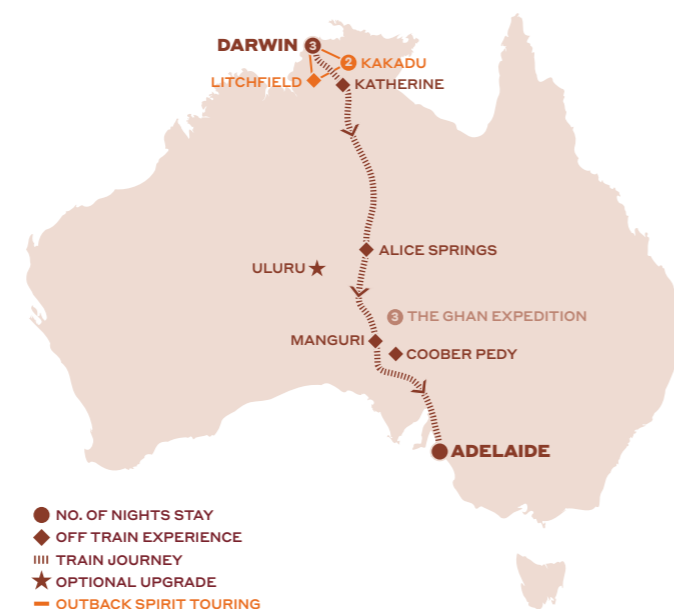 DARWIN 3
2 KAKADU
LITCHFIELD
KATHERINE
ALICE SPRINGS
ULURU
3 THE GHAN EXPEDITION
MANGURI
COOBER PEDY
ADELAIDE
NO. OF NIGHTS STAY
OFF TRAIN EXPERIENCE
TRAIN JOURNEY
OPTIONAL UPGRADE
OUTBACK SPIRIT TOURING